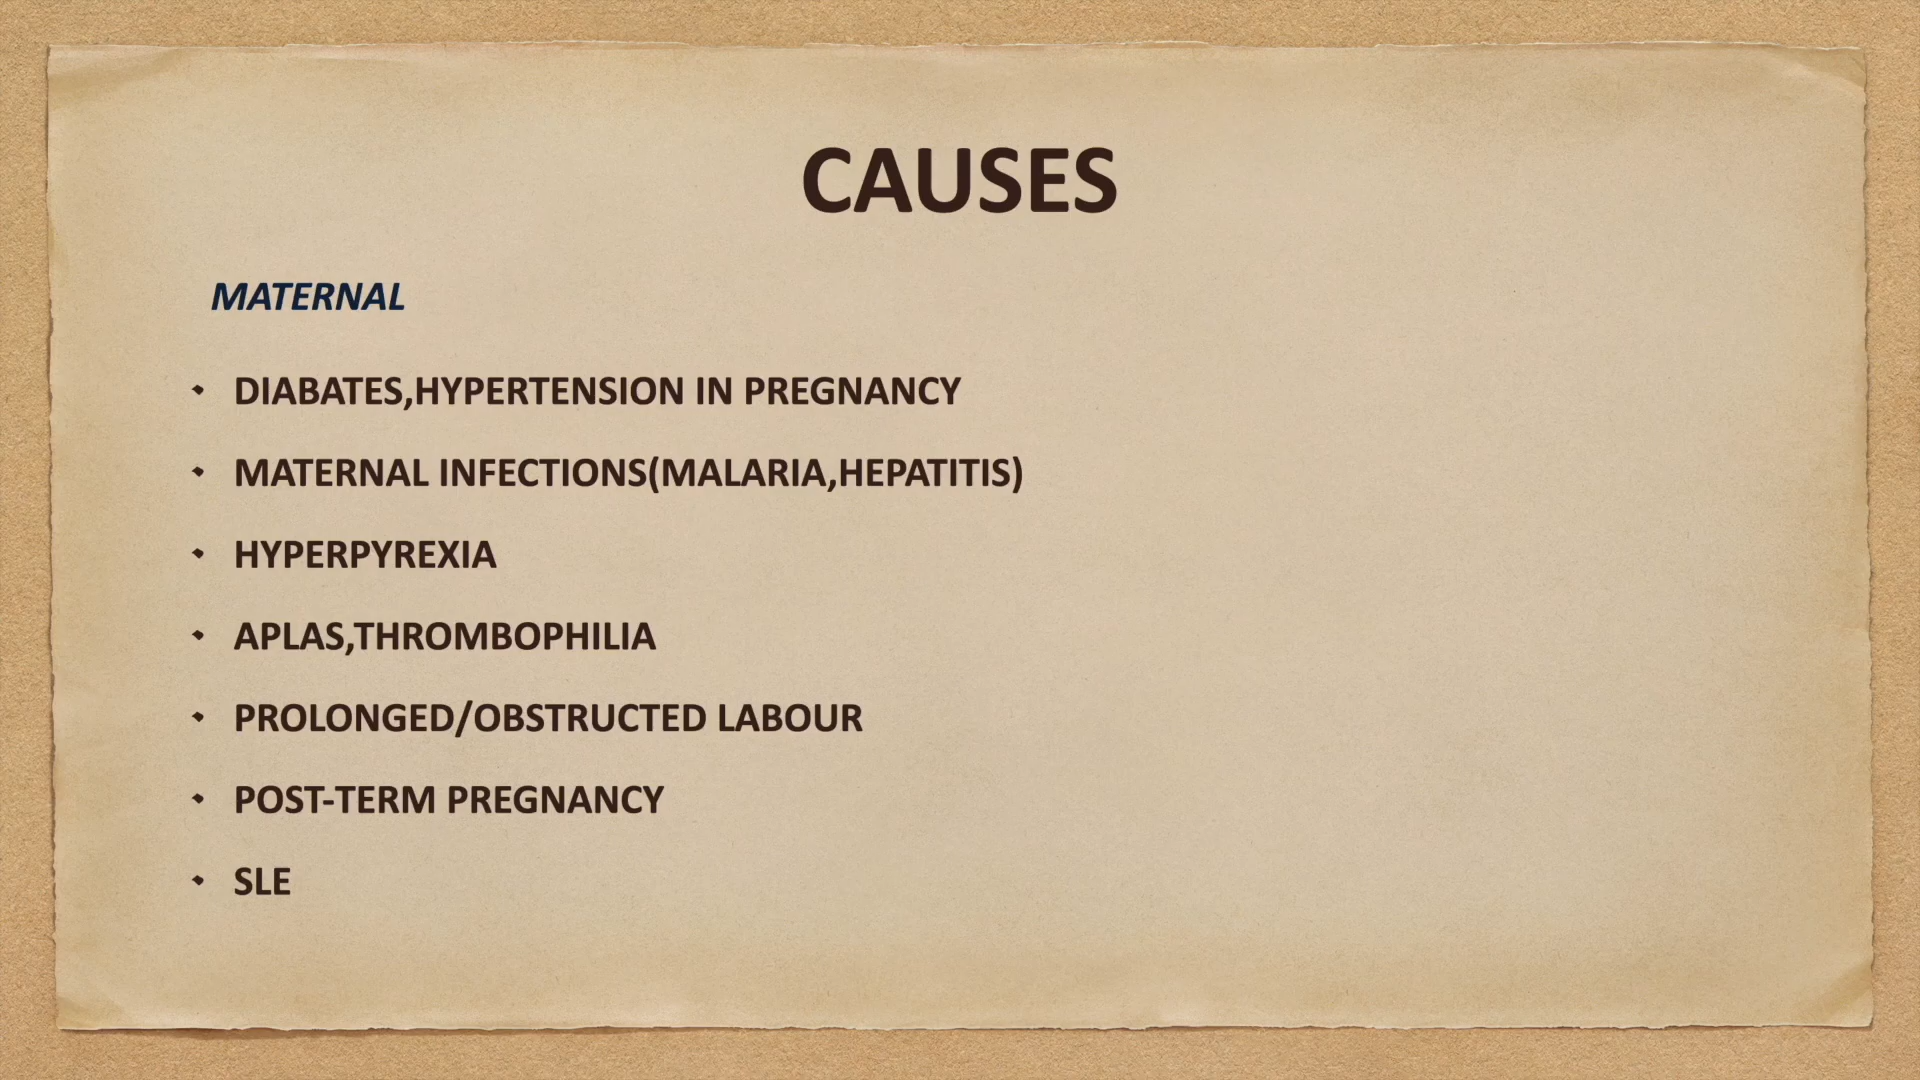 CAUSES
MATERNAL
• DIABATES,HYPERTENSION IN PREGNANCY
• MATERNAL INFECTIONS(MALARIA,HEPATITIS)
• HYPERPYREXIA
• APLAS,THROMBOPHILIA
• PROLONGED/OBSTRUCTED LABOUR
• POST-TERM PREGNANCY
• SLE